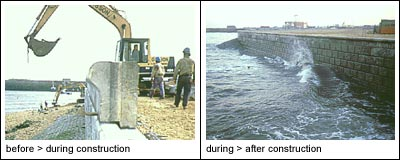 before > during construction
during > after construction